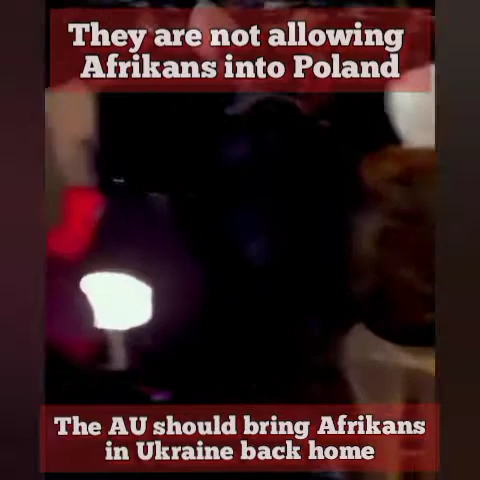 They are not allowing
Afrikans into Poland
The AU should bring Afrikans
in Ukraine back home